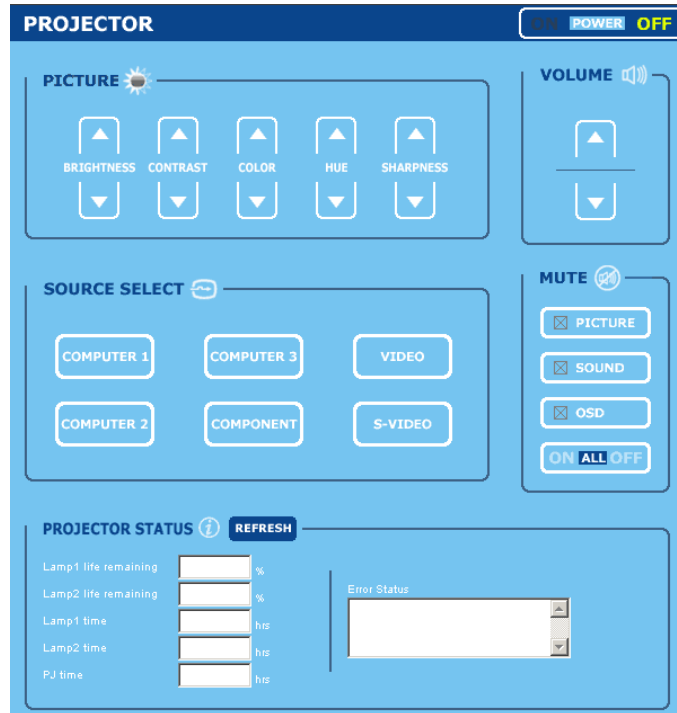 PROJECTOR
ON POWER OFF
PICTURE
VOLUME
BRIGHTNESS CONTRAST COLOR HUE SHARPNESS
SOURCE SELECT
MUTE
COMPUTER 1 COMPUTER 3 VIDEO
COMPUTER 2 COMPONENT S-VIDEO
PICTURE
SOUND
OSD
ON ALL OFF
PROJECTOR STATUS i REFRESH
Lamp1 life remaining %
Lamp2 life remaining %
Lamp1 time hrs
Lamp2 time hrs
PJ time hrs
Error Status